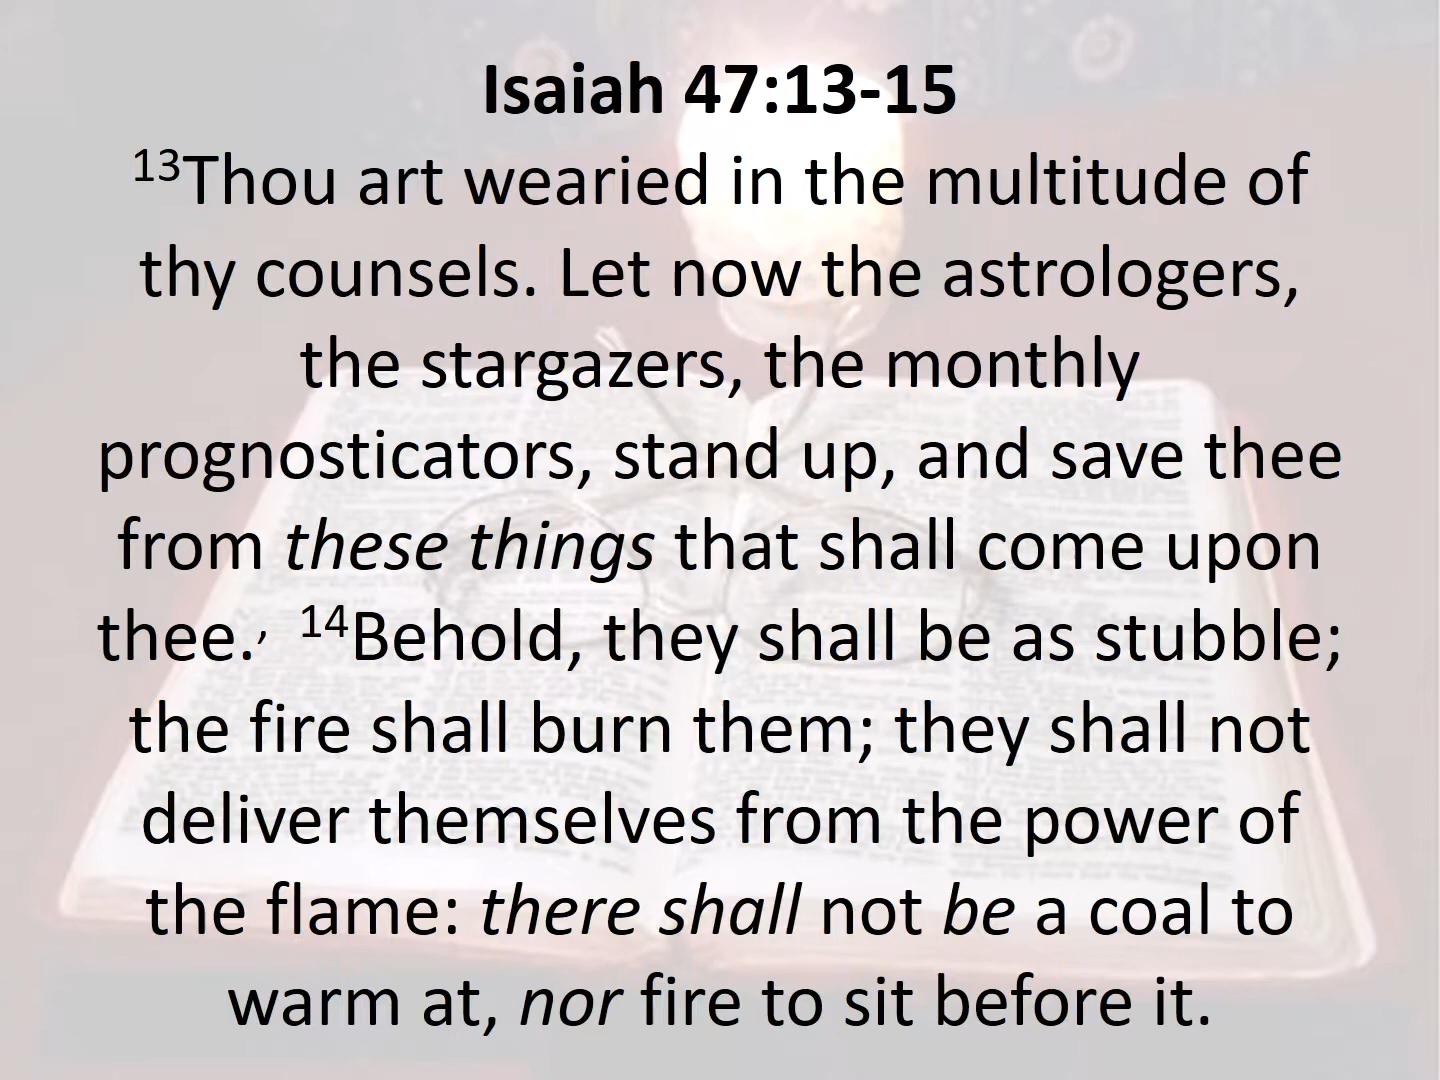 Isaiah 47:13-15
13Thou art wearied in the multitude of
thy counsels. Let now the astrologers,
the stargazers, the monthly
prognosticators, stand up, and save thee
from these things that shall come upon
thee., 14Behold, they shall be as stubble;
the fire shall burn them; they shall not
deliver themselves from the power of
the flame: there shall not be a coal to
warm at, nor fire to sit before it.